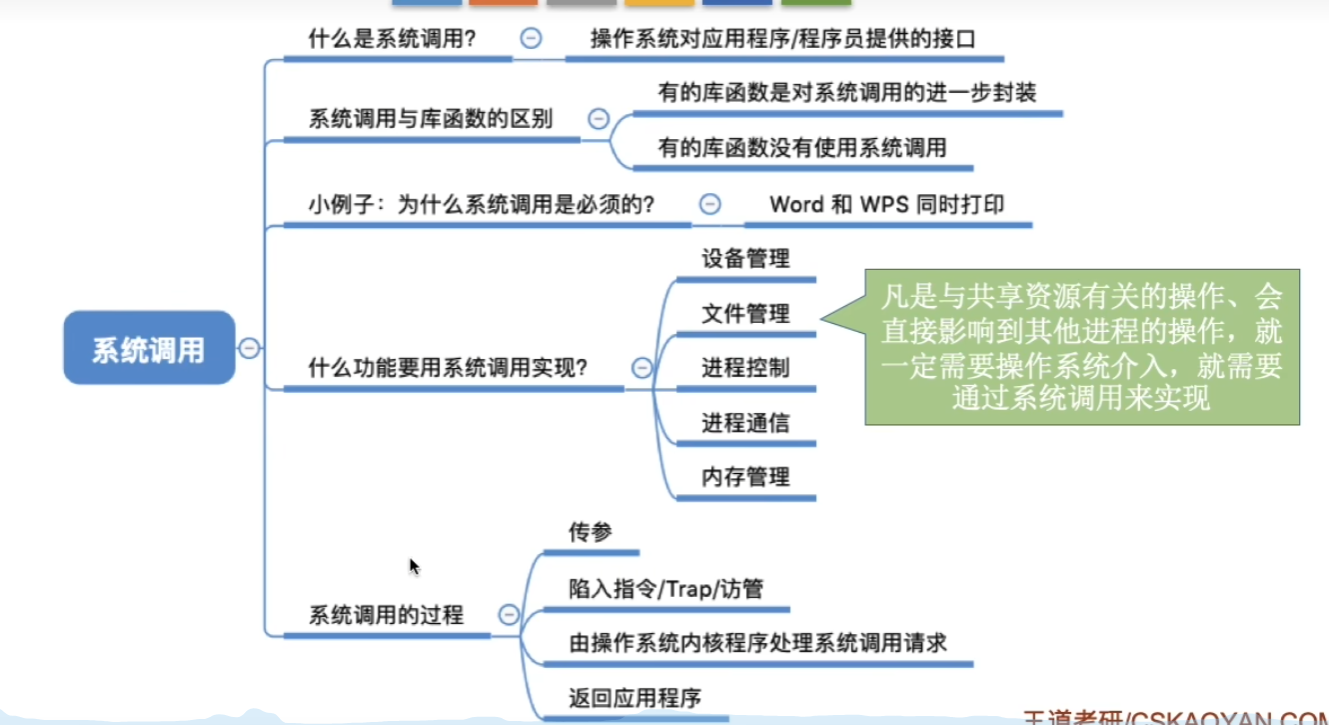 什么是系统调用?
操作系统对应用程序/程序员提供的接口
系统调用与库函数的区别
有的库函数是对系统调用的进一步封装
有的库函数没有使用系统调用
小例子：为什么系统调用是必须的?
Word 和 WPS 同时打印
系统调用
什么功能要用系统调用实现?
设备管理
文件管理
进程控制
进程通信
内存管理
凡是与共享资源有关的操作、会
直接影响到其他进程的操作，就
一定需要操作系统介入，就需要
通过系统调用来实现
系统调用的过程
传参
陷入指令/Trap/访管
由操作系统内核程序处理系统调用请求
返回应用程序
王道考研/CSKAOYAN.COM